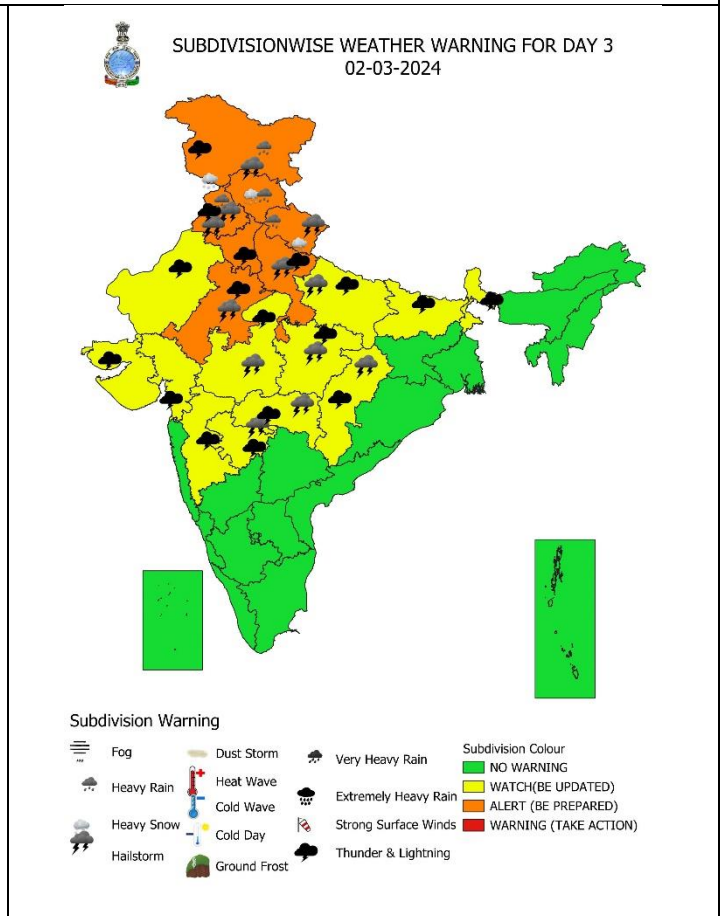 SUBDIVISIONWISE WEATHER WARNING FOR DAY 3
02-03-2024
Subdivision Warning
Fog
Heavy Rain
Heavy Snow
Hailstorm
Dust Storm
Heat Wave
Cold Wave
Cold Day
Ground Frost
Very Heavy Rain
Extremely Heavy Rain
Strong Surface Winds
Thunder & Lightning
Subdivision Colour
NO WARNING
WATCH(BE UPDATED)
ALERT (BE PREPARED)
WARNING (TAKE ACTION)